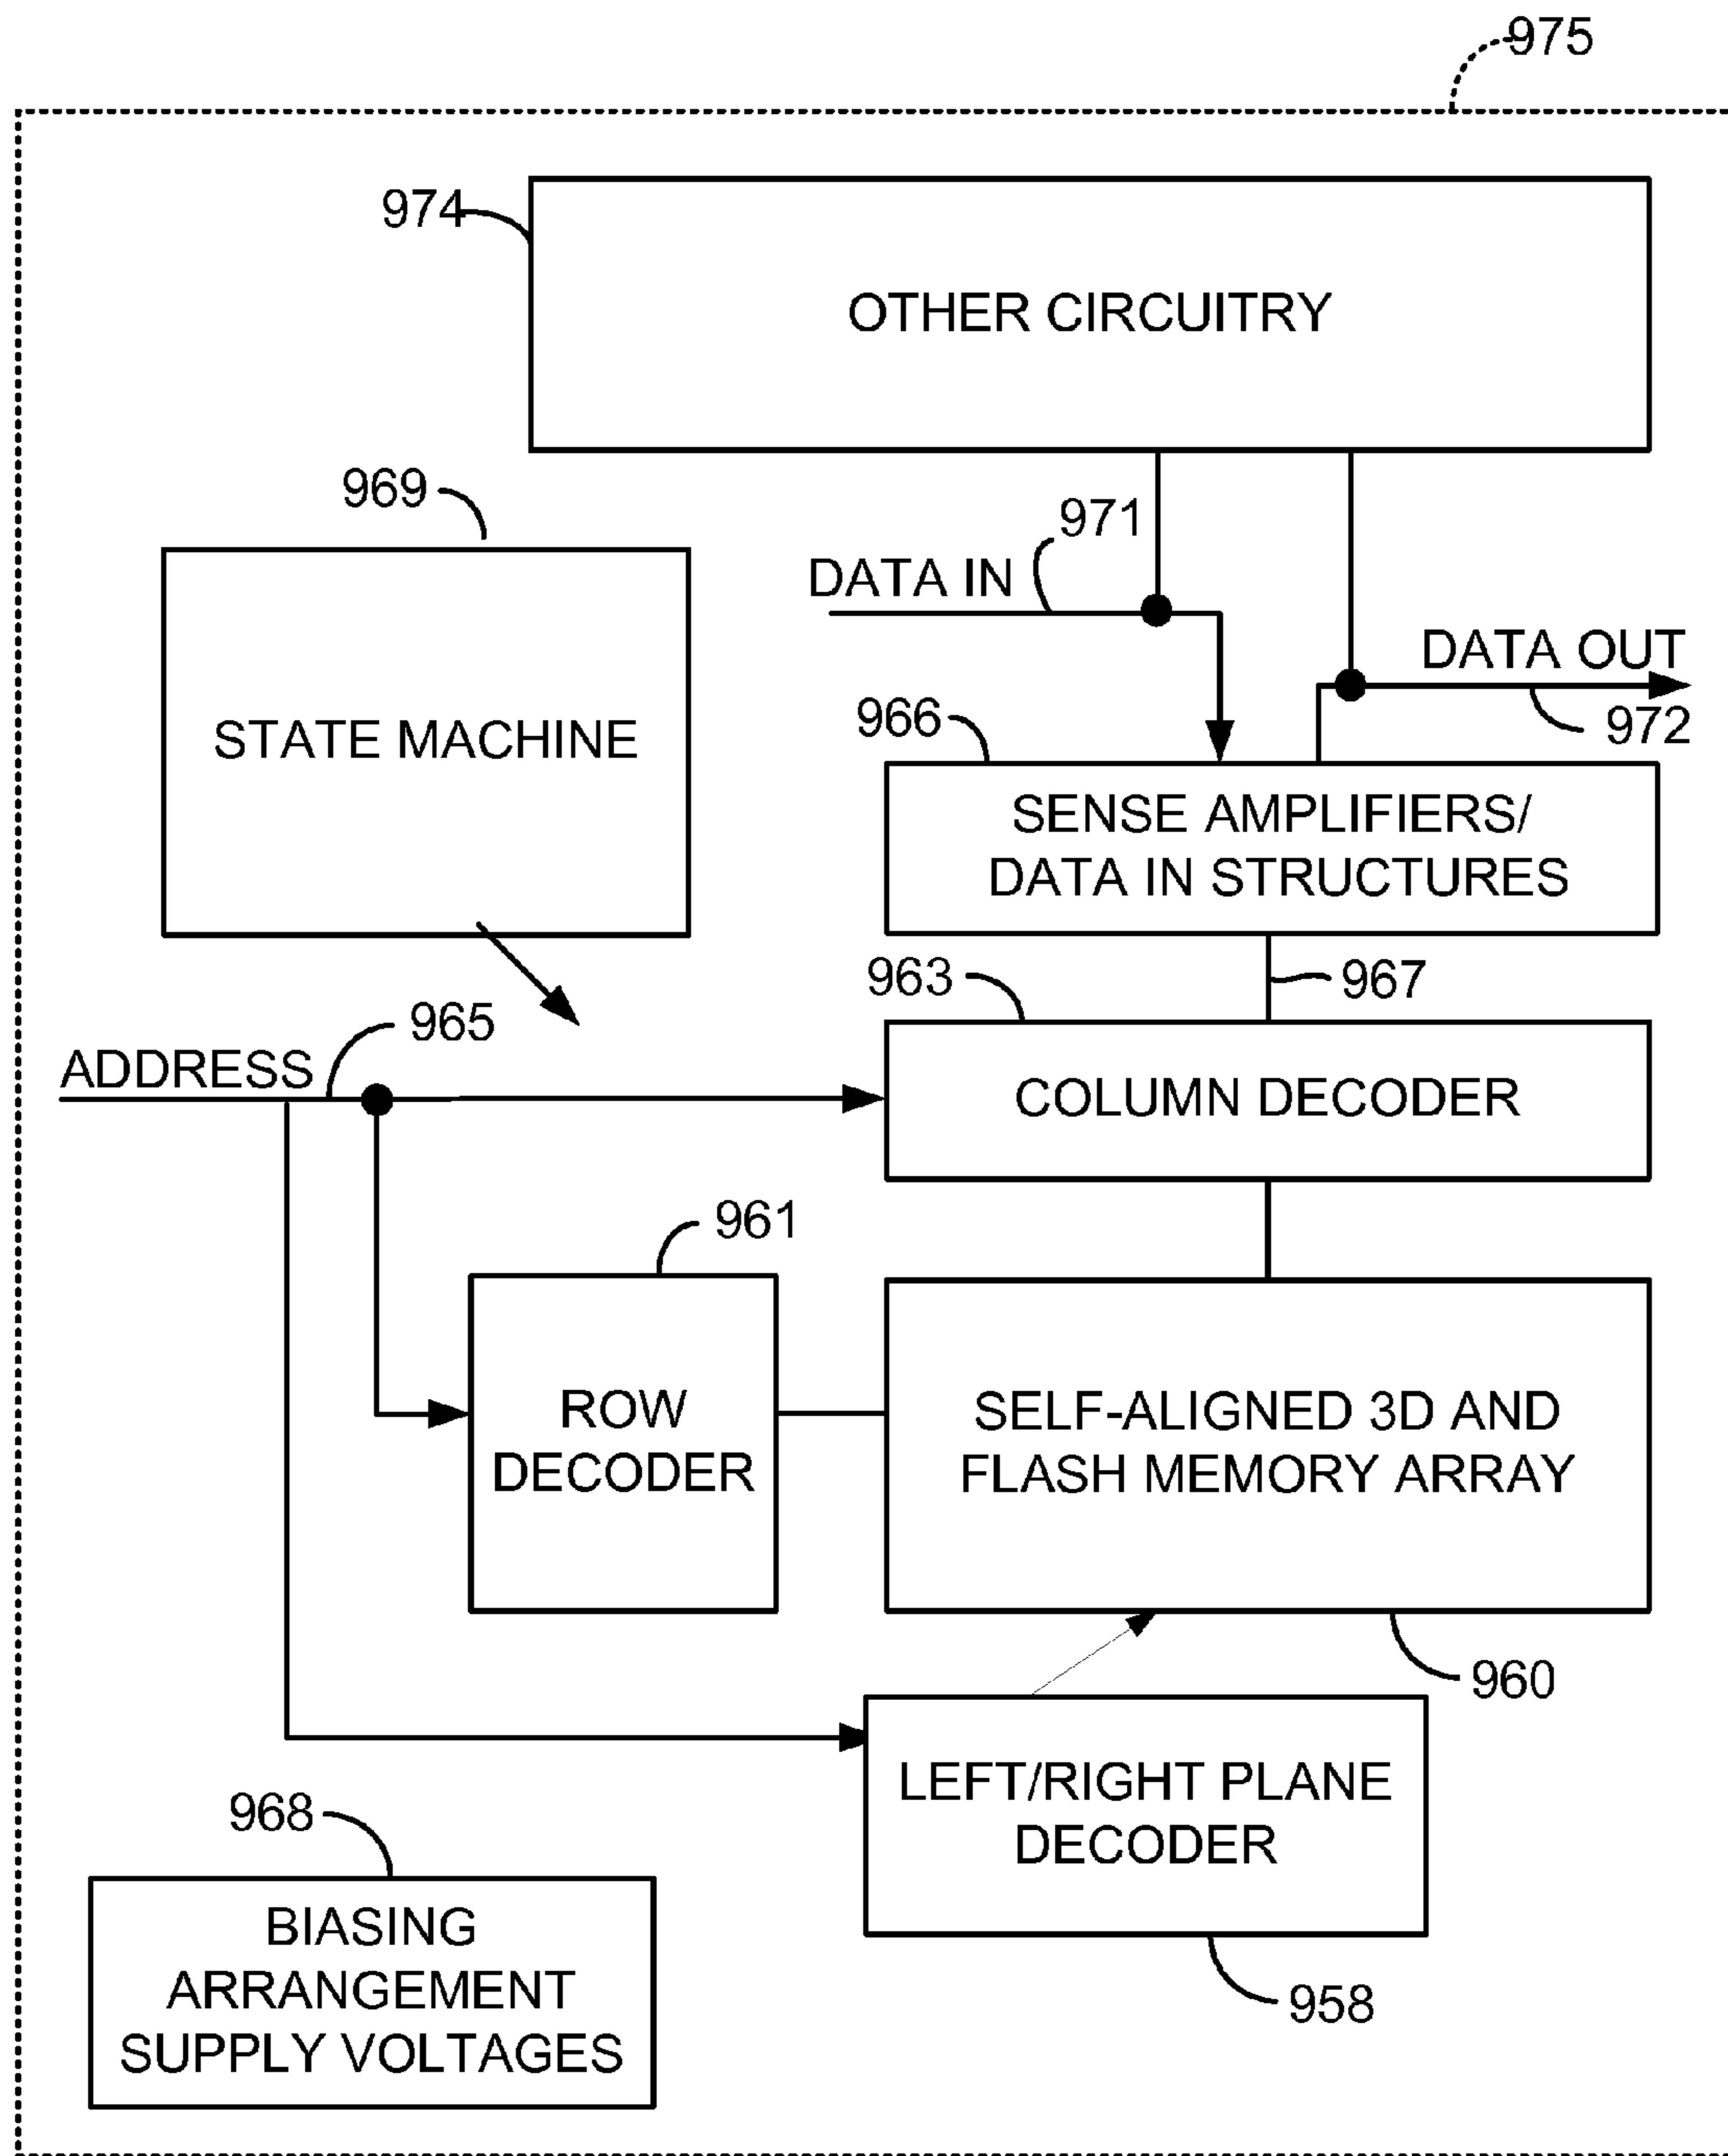 975
974
OTHER CIRCUITRY
969
971
DATA IN
DATA OUT
972
STATE MACHINE
966
SENSE AMPLIFIERS/
DATA IN STRUCTURES
963
967
965
ADDRESS
COLUMN DECODER
961
ROW
DECODER
SELF-ALIGNED 3D AND
FLASH MEMORY ARRAY
960
LEFT/RIGHT PLANE
DECODER
958
968
BIASING
ARRANGEMENT
SUPPLY VOLTAGES